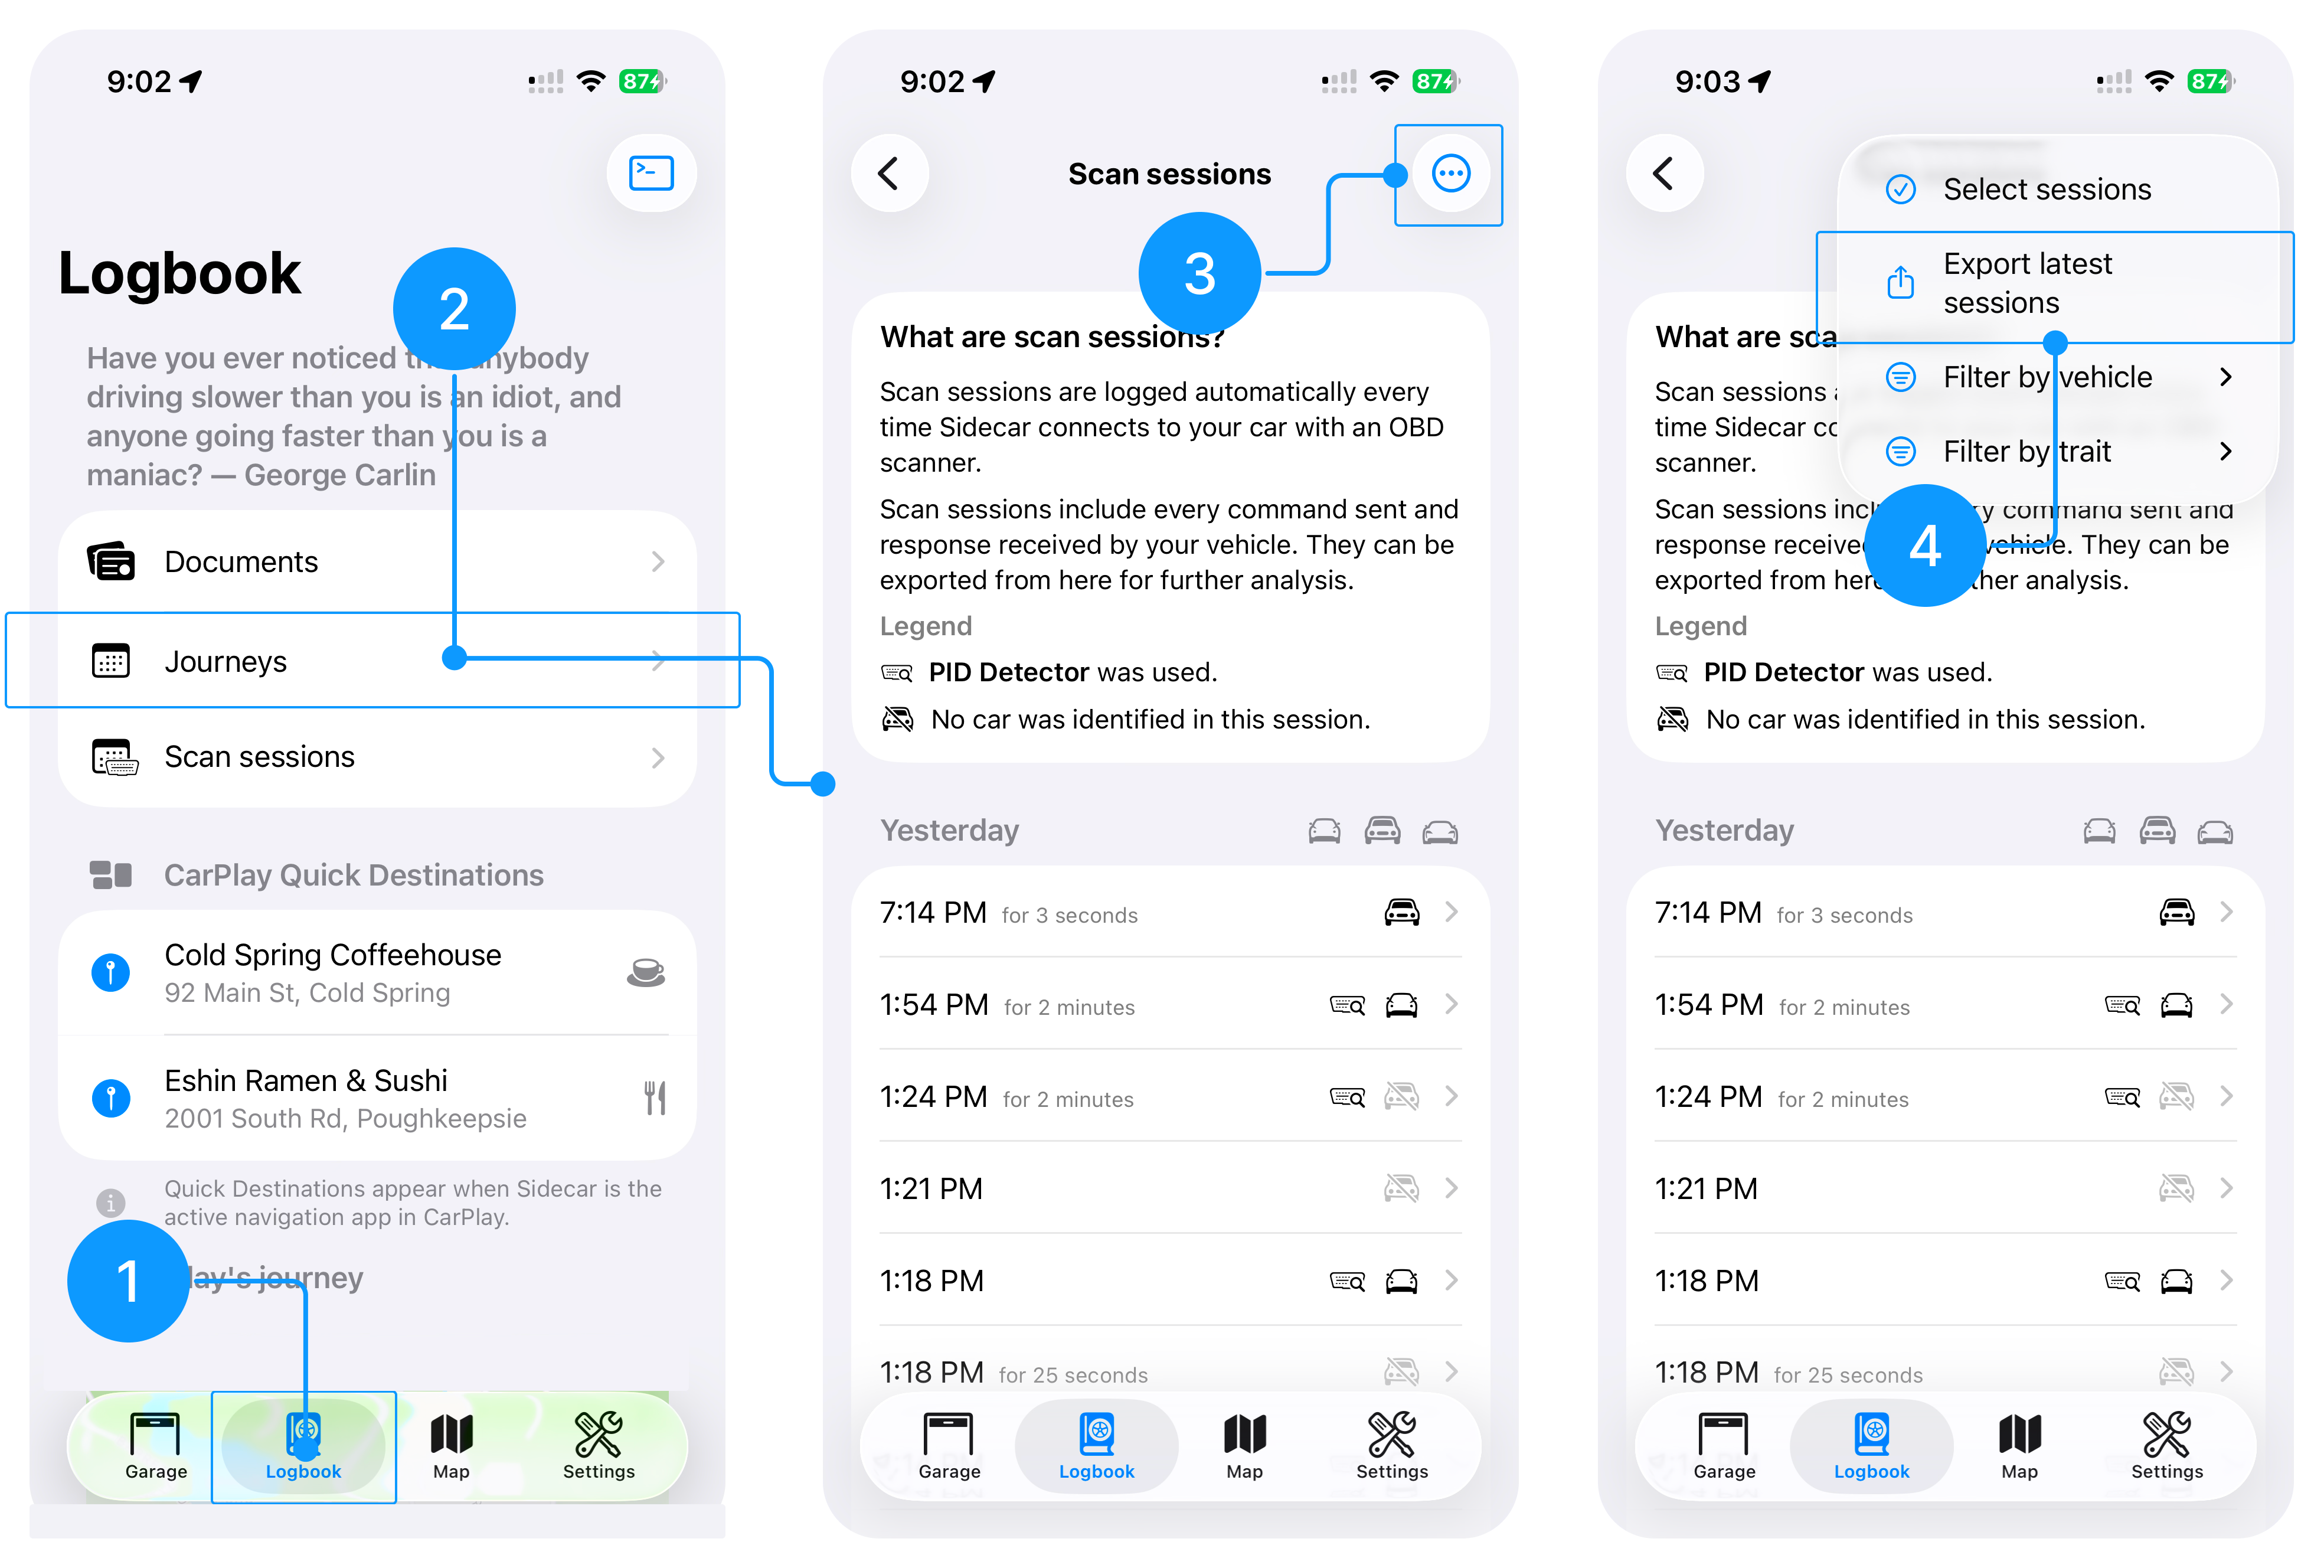 9:02
87
Logbook
2
Have you ever noticed nybody
driving slower than you is an idiot, and
anyone going faster than you is a
maniac? — George Carlin
Documents
Journeys
Scan sessions
CarPlay Quick Destinations
Cold Spring Coffeehouse
92 Main St, Cold Spring
Eshin Ramen & Sushi
2001 South Rd, Poughkeepsie
Quick Destinations appear when Sidecar is the
active navigation app in CarPlay.
1
lay's journey
Garage
Logbook
Map
Settings
9:02
87
Scan sessions
3
What are scan sessions?
Scan sessions are logged automatically every
time Sidecar connects to your car with an OBD
scanner.
Scan sessions include every command sent and
response received by your vehicle. They can be
exported from here for further analysis.
Legend
PID Detector was used.
No car was identified in this session.
Yesterday
7:14 PM for 3 seconds
1:54 PM for 2 minutes
1:24 PM for 2 minutes
1:21 PM
1:18 PM
1:18 PM for 25 seconds
Garage
Logbook
Map
Settings
9:03
87
Select sessions
Export latest
sessions
Filter by vehicle
Filter by trait
What are sca
Scan sessions
time Sidecar co
scanner.
Scan sessions incl ry command sent and
4
response receive vehicle. They can be
exported from her ther analysis.
Legend
PID Detector was used.
No car was identified in this session.
Yesterday
7:14 PM for 3 seconds
1:54 PM for 2 minutes
1:24 PM for 2 minutes
1:21 PM
1:18 PM
1:18 PM for 25 seconds
Garage
Logbook
Map
Settings